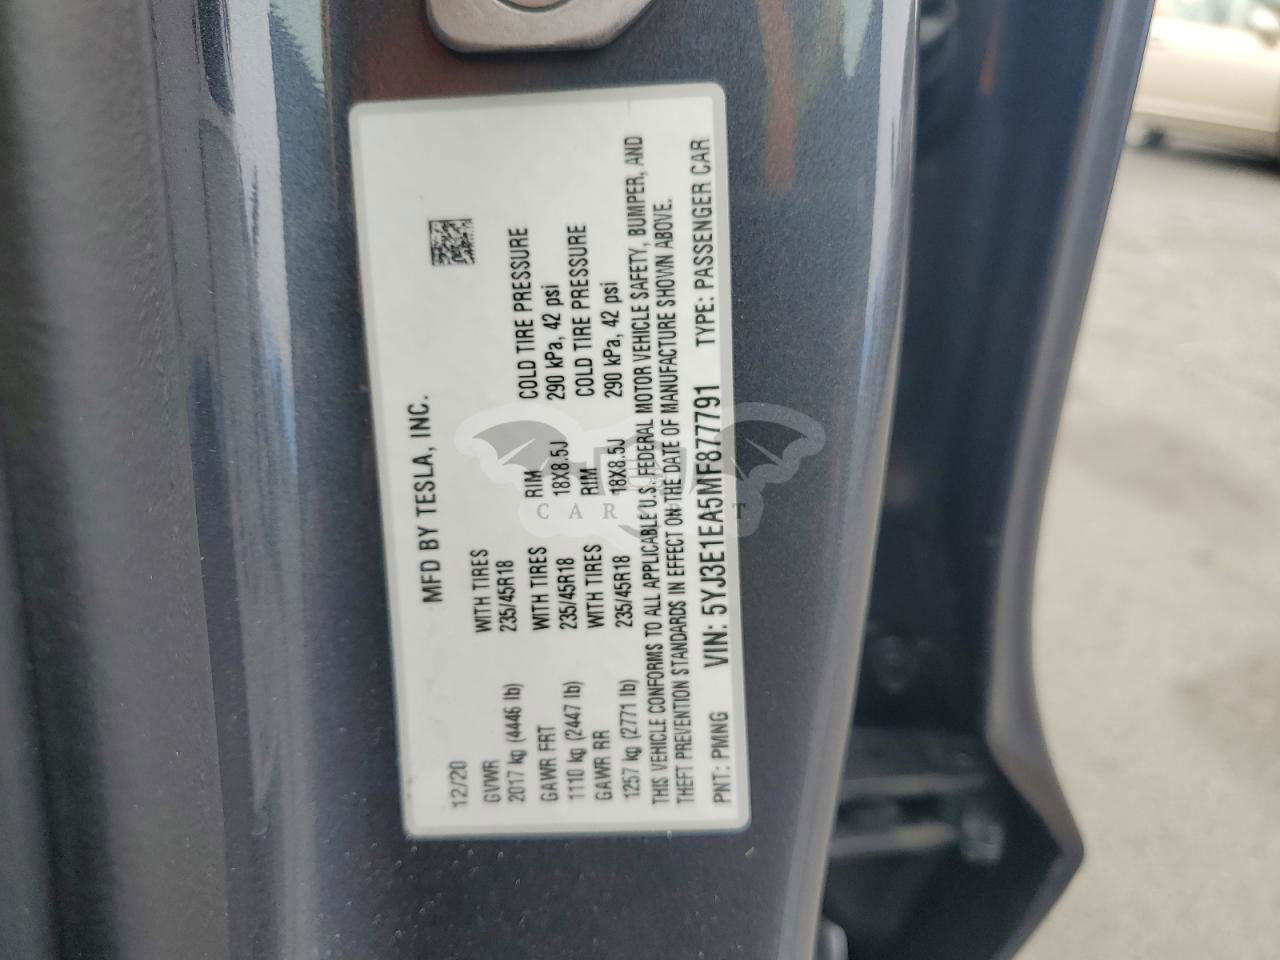 MFD BY TESLA, INC.
12/20
GVWR WITH TIRES
2017 kg (4446 lb) 235/45R18
GAWR FRT WITH TIRES RIM COLD TIRE PRESSURE
1110 kg (2447 lb) 235/45R18 18X8.5J 290 kPa, 42 psi
GAWR RR WITH TIRES RIM COLD TIRE PRESSURE
1257 kg (2771 lb) 235/45R18 18X8.5J 290 kPa, 42 psi
THIS VEHICLE CONFORMS TO ALL APPLICABLE U.S. FEDERAL MOTOR VEHICLE SAFETY, BUMPER, AND
THEFT PREVENTION STANDARDS IN EFFECT ON THE DATE OF MANUFACTURE SHOWN ABOVE.
PNT: PMNG VIN: 5YJ3E1EA5MF877791 TYPE: PASSENGER CAR